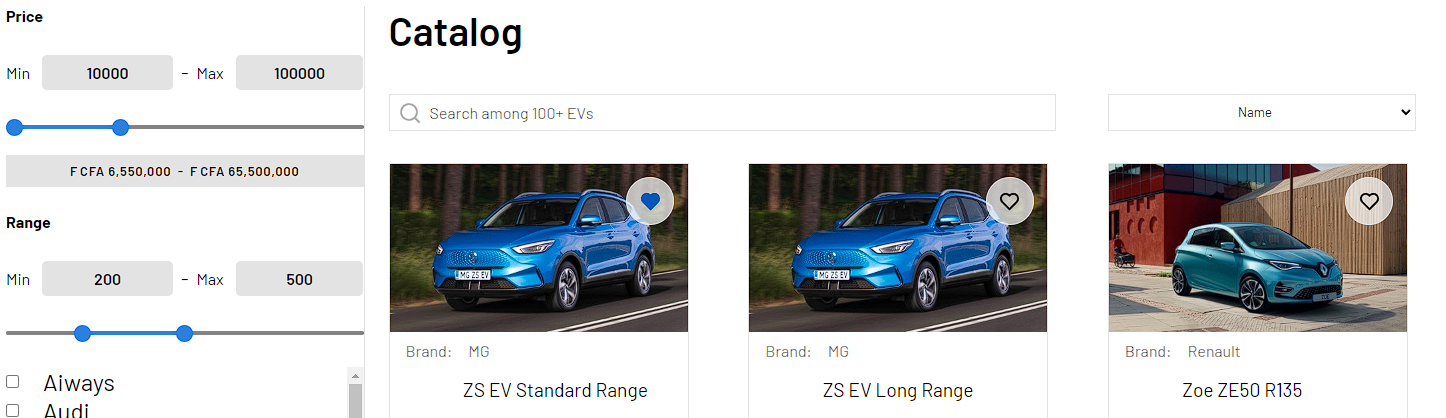 Price
Min 10000 - Max 100000
F CFA 6,550,000 - F CFA 65,500,000
Range
Min 200 - Max 500
Aiways
Audi
Catalog
Search among 100+ EVs
Name
MG ZS EV
Brand: MG
ZS EV Standard Range
MG ZS EV
Brand: MG
ZS EV Long Range
ZOE
Brand: Renault
Zoe ZE50 R135